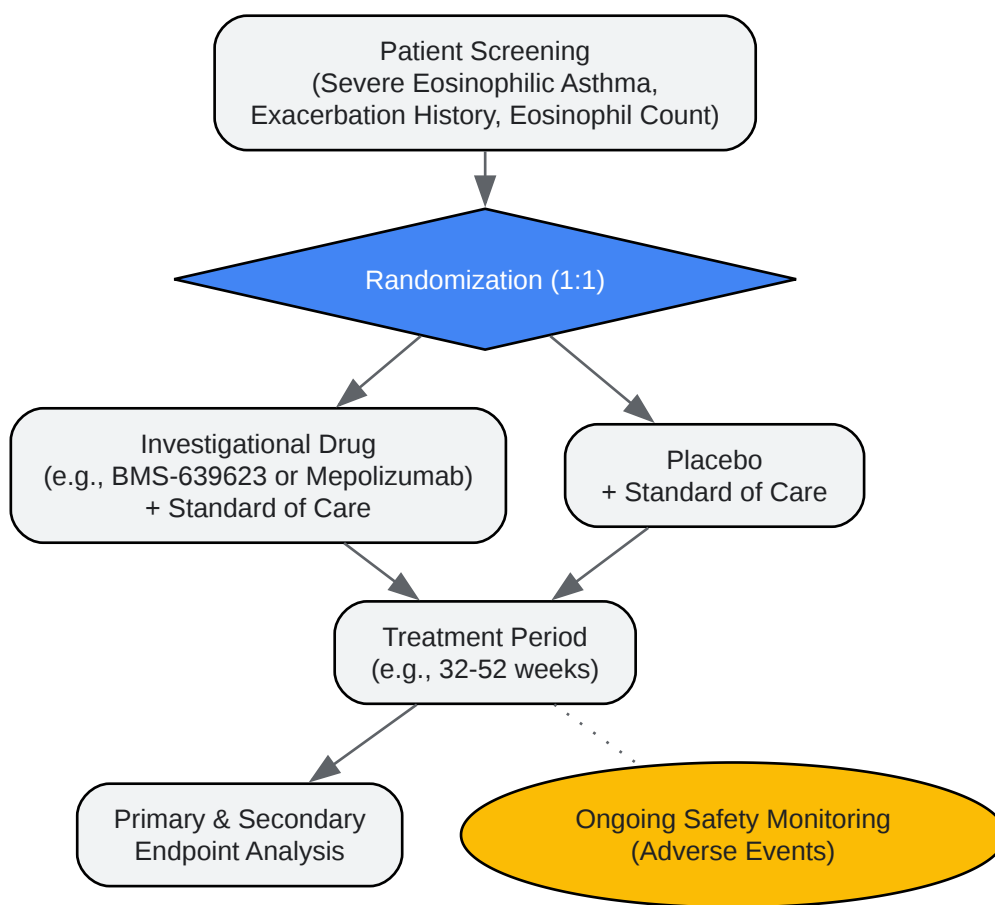 Patient Screening
(Severe Eosinophilic Asthma,
Exacerbation History, Eosinophil Count)
Randomization (1:1)
Investigational Drug
(e.g., BMS-639623 or Mepolizumab)
+ Standard of Care
Placebo
+ Standard of Care
Treatment Period
(e.g., 32-52 weeks)
Primary & Secondary
Endpoint Analysis
Ongoing Safety Monitoring
(Adverse Events)